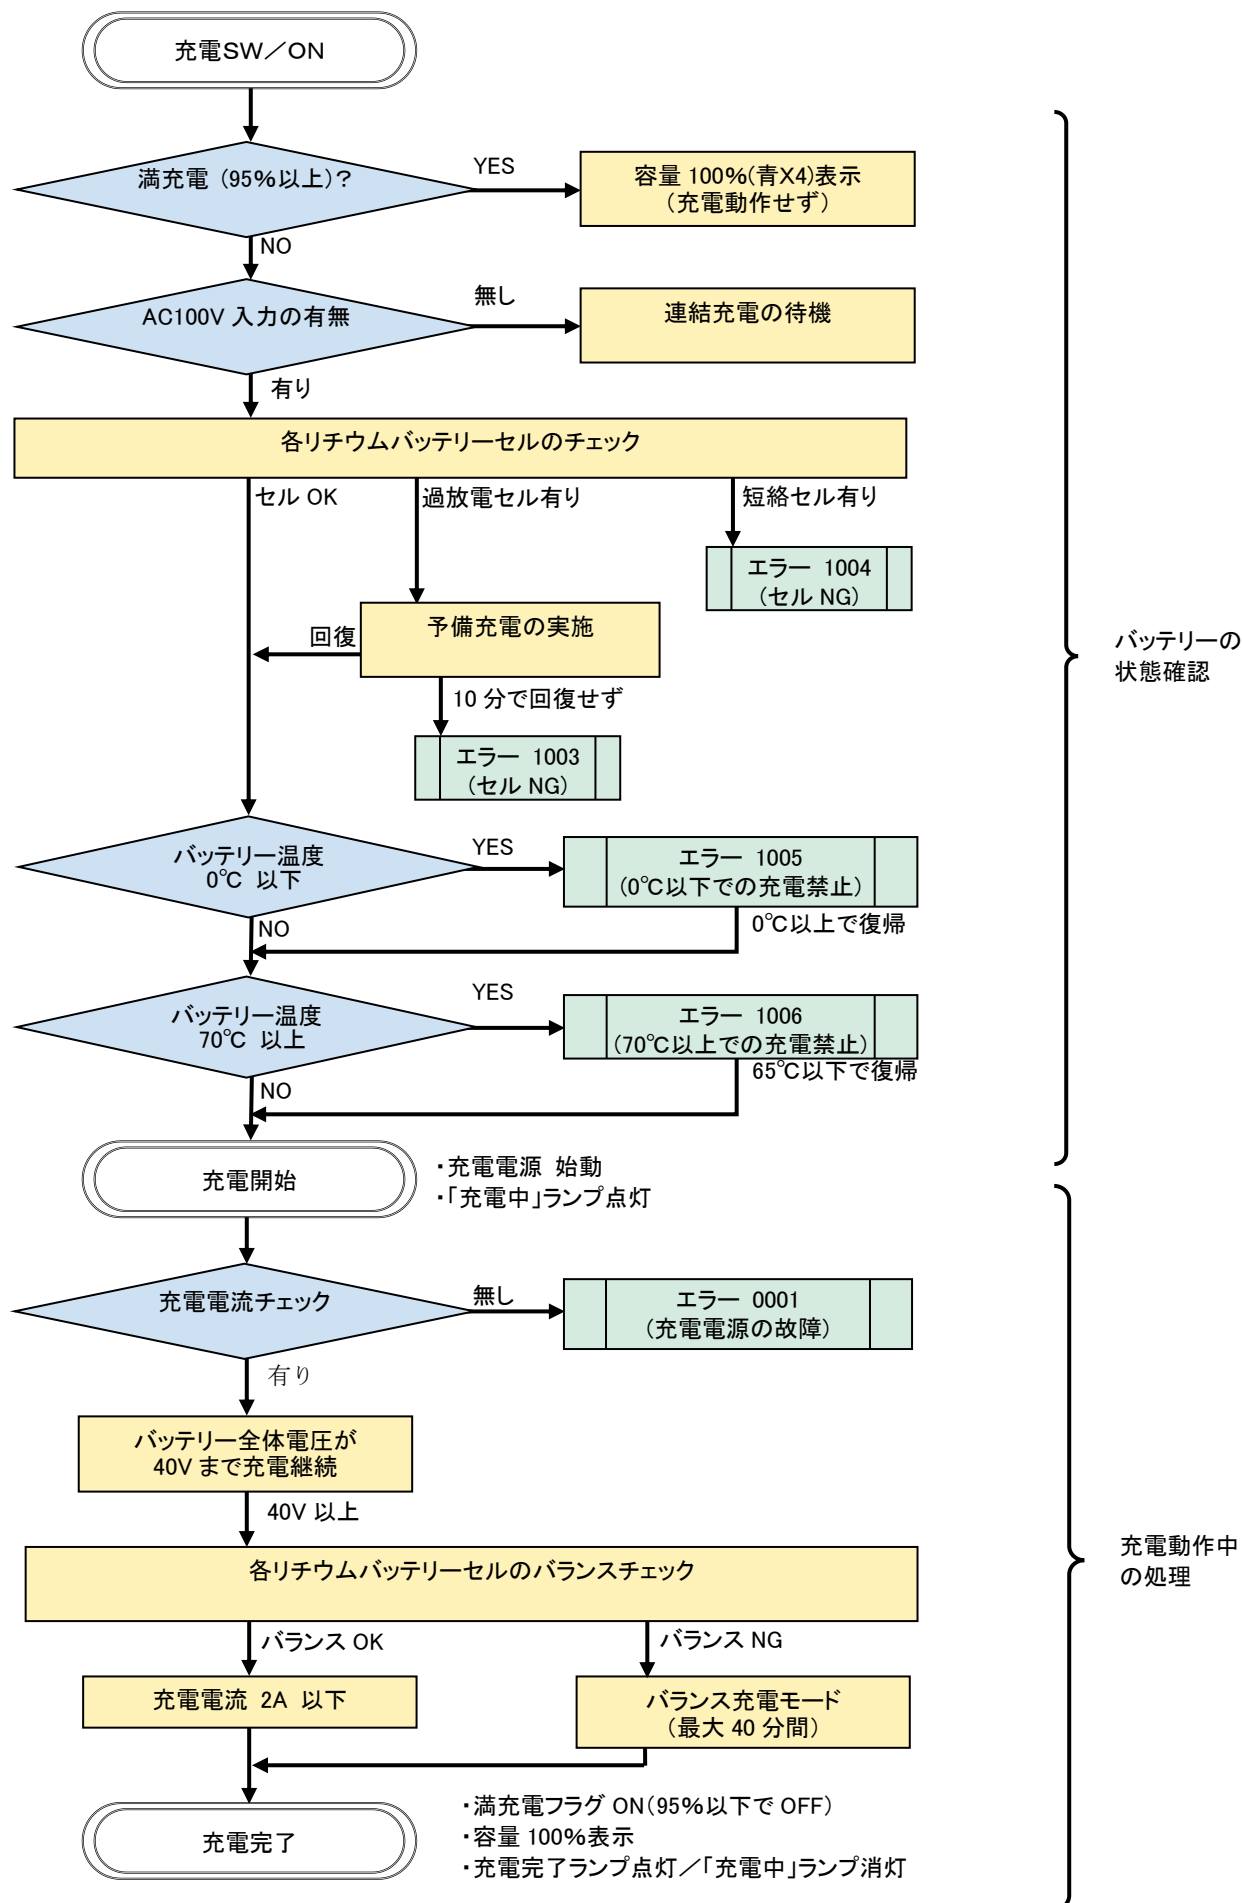 充電SW／ON
満充電（95%以上）？
YES
容量 100%(青X4)表示
（充電動作せず）
NO
AC100V 入力の有無
無し
連結充電の待機
有り
各リチウムバッテリーセルのチェック
セル OK
過放電セル有り
短絡セル有り
エラー 1004
（セル NG）
予備充電の実施
回復
10 分で回復せず
エラー 1003
（セル NG）
バッテリーの
状態確認
バッテリー温度
0℃ 以下
YES
エラー 1005
（0℃以下での充電禁止）
NO
0℃以上で復帰
バッテリー温度
70℃ 以上
YES
エラー 1006
（70℃以上での充電禁止）
65℃以下で復帰
NO
充電開始
・充電電源 始動
・「充電中」ランプ点灯
充電電流チェック
無し
エラー 0001
（充電電源の故障）
有り
バッテリー全体電圧が
40V まで充電継続
40V 以上
各リチウムバッテリーセルのバランスチェック
充電動作中
の処理
バランス OK
バランス NG
充電電流 2A 以下
バランス充電モード
（最大 40 分間）
充電完了
・満充電フラグ ON（95%以下で OFF）
・容量 100%表示
・充電完了ランプ点灯／「充電中」ランプ消灯